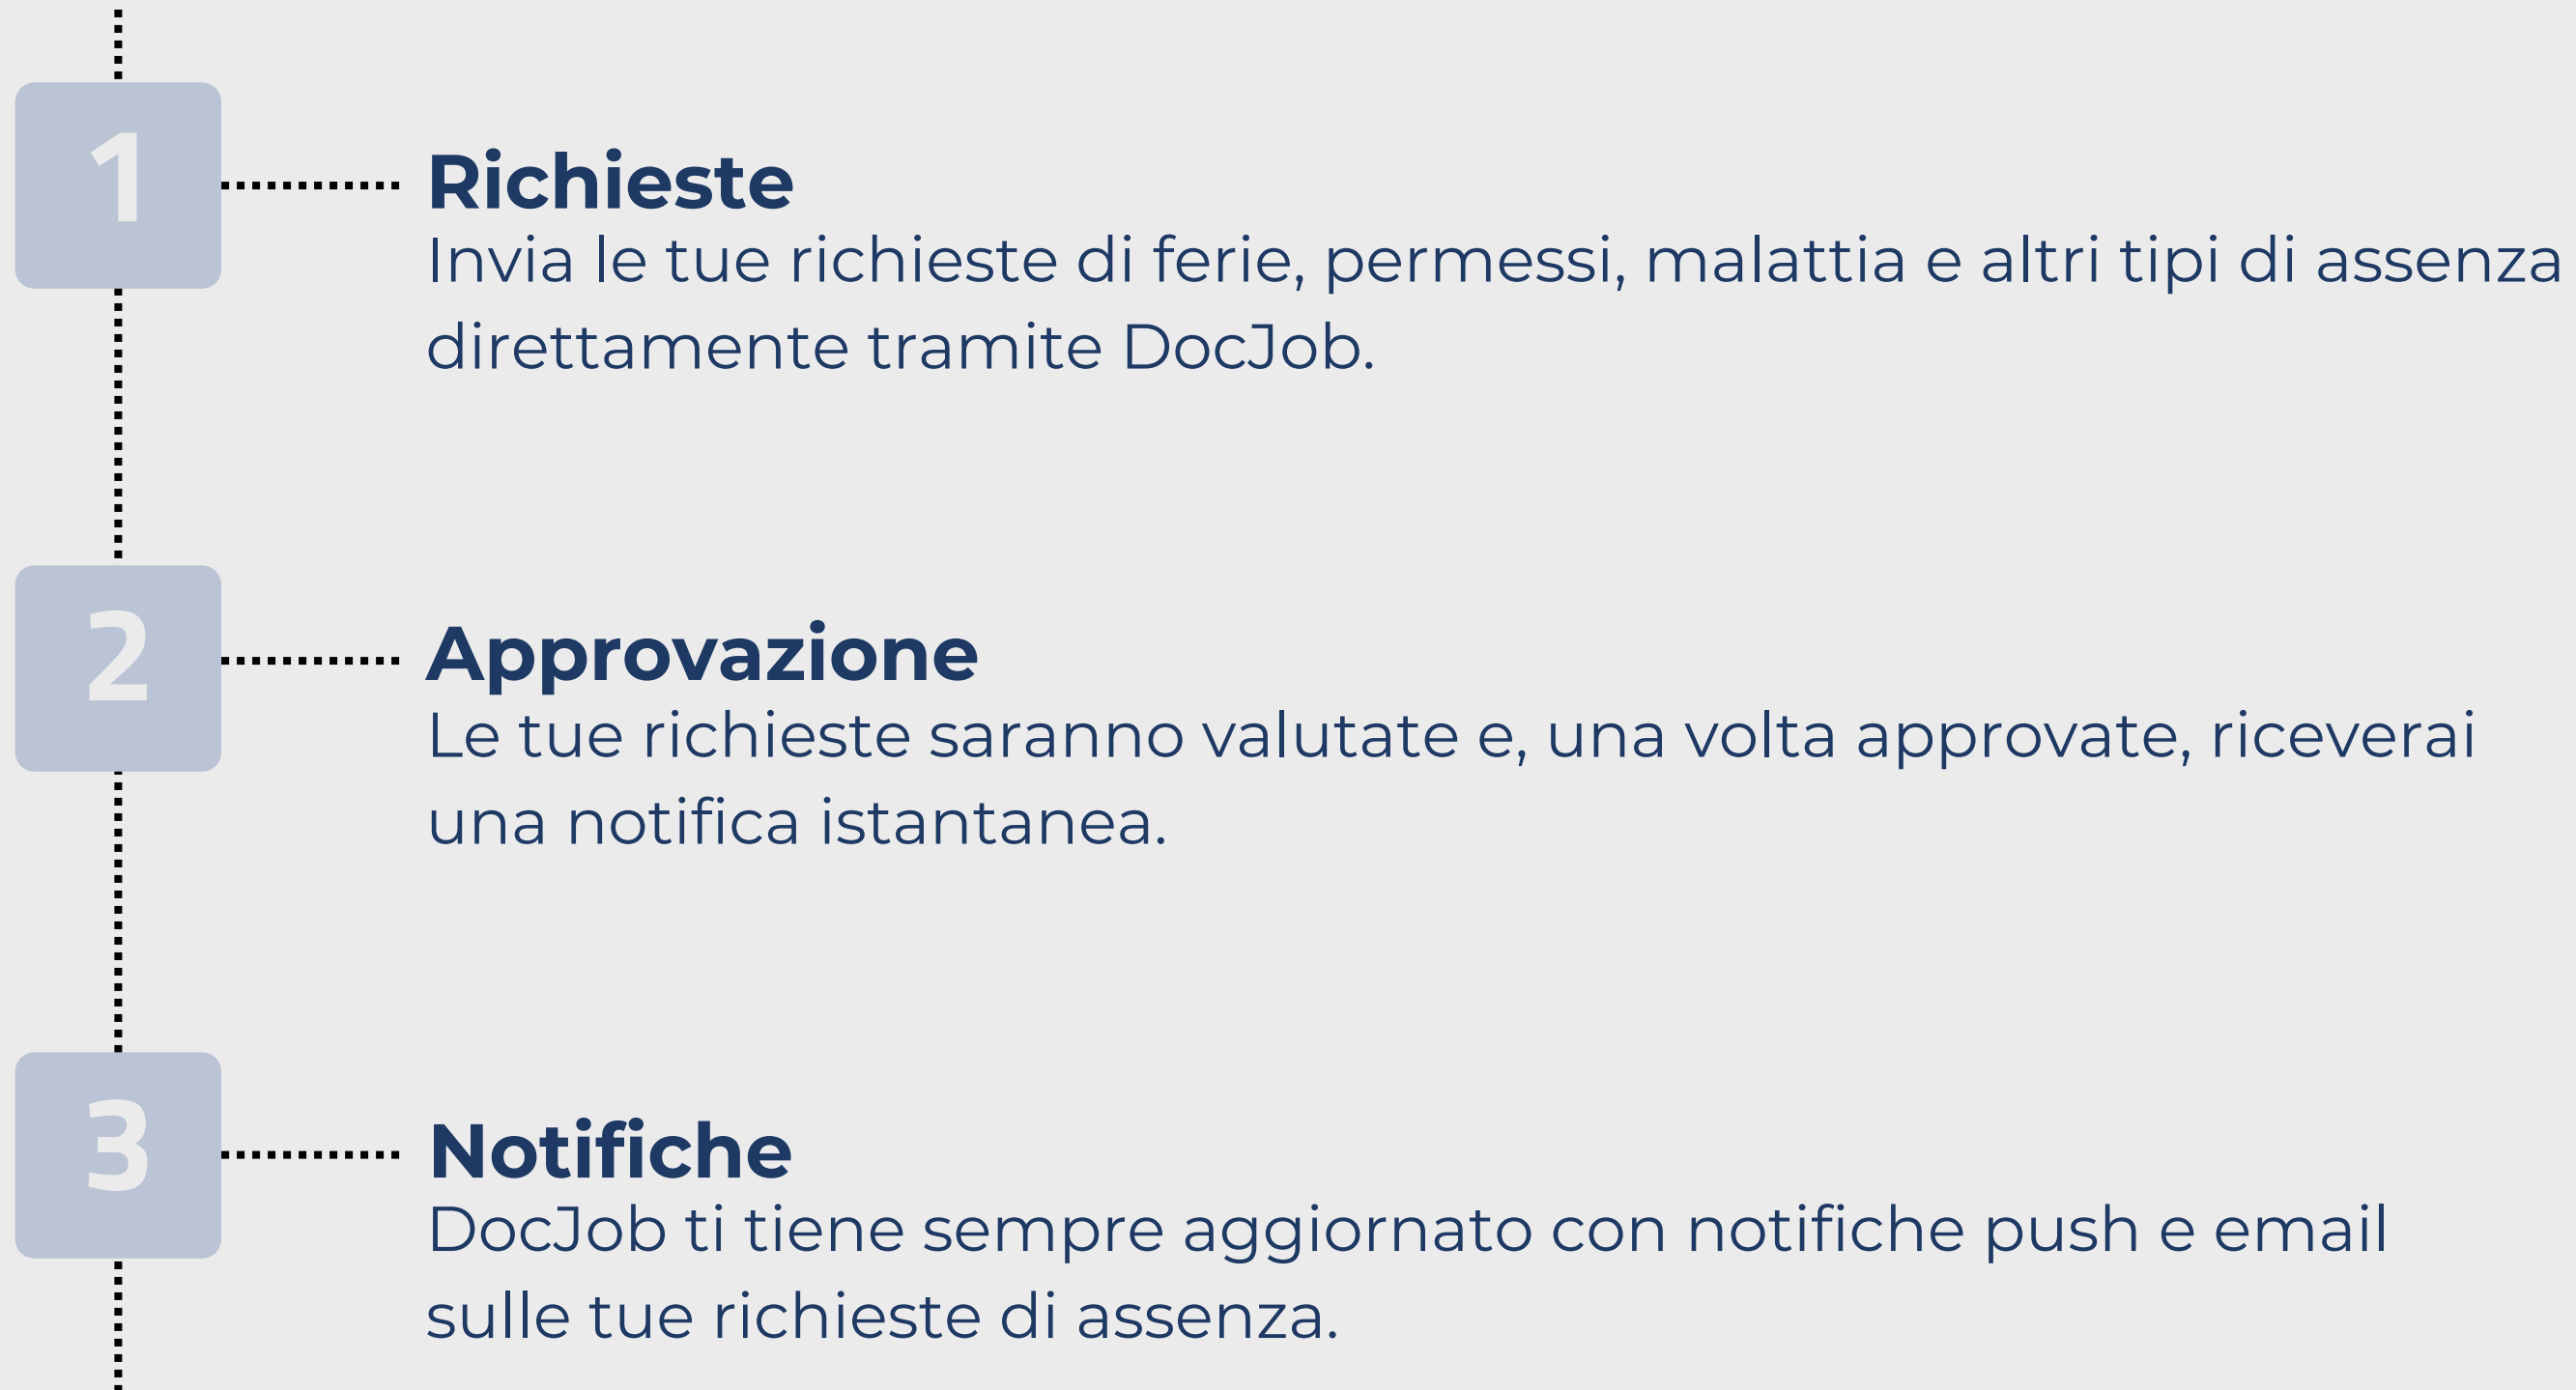 1
Richieste
Invia le tue richieste di ferie, permessi, malattia e altri tipi di assenza
direttamente tramite DocJob.
2
Approvazione
Le tue richieste saranno valutate e, una volta approvate, riceverai
una notifica istantanea.
3
Notifiche
DocJob ti tiene sempre aggiornato con notifiche push e email
sulle tue richieste di assenza.